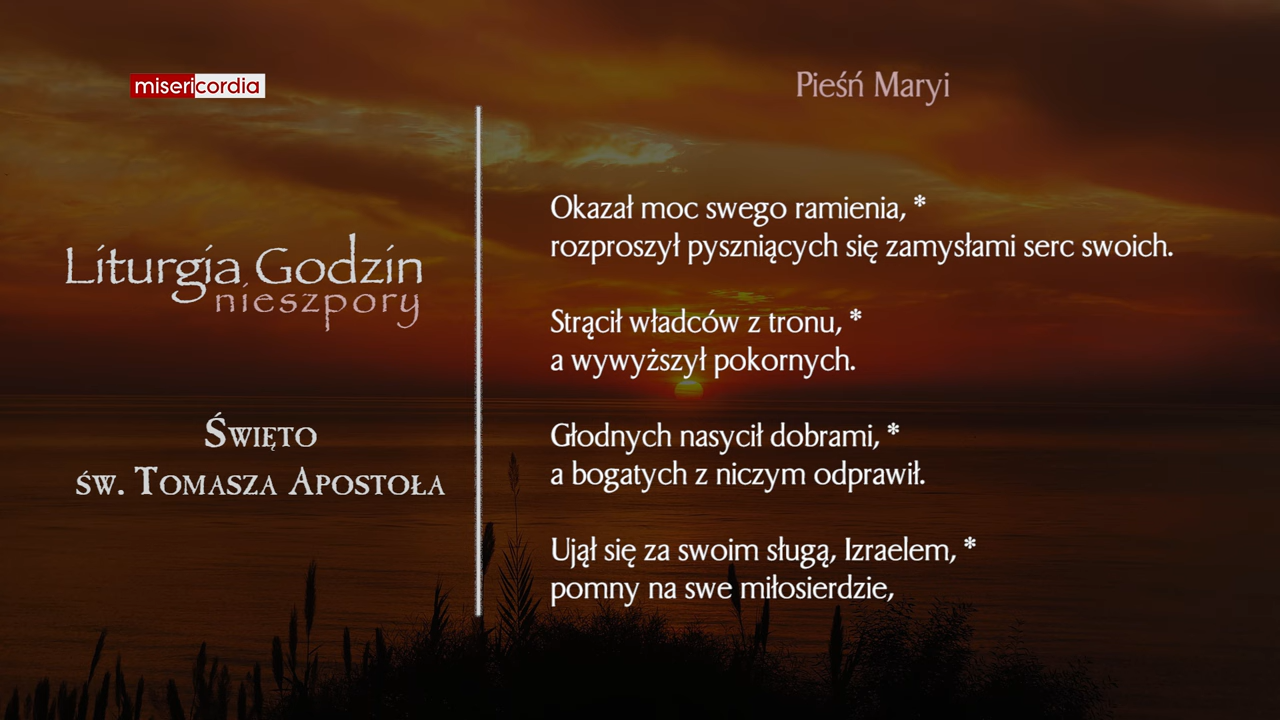 misericordia
Liturgia Godzin
nieszpory
Święto
św. Tomasza Apostoła
Pieśń Maryi
Okazał moc swego ramienia, *
rozproszył pyszniących się zamysłami serc swoich.
Strącił władców z tronu, *
a wywyższył pokornych.
Głodnych nasycił dobrami, *
a bogatych z niczym odprawił.
Ujął się za swoim sługą, Izraelem, *
pomny na swe miłosierdzie,